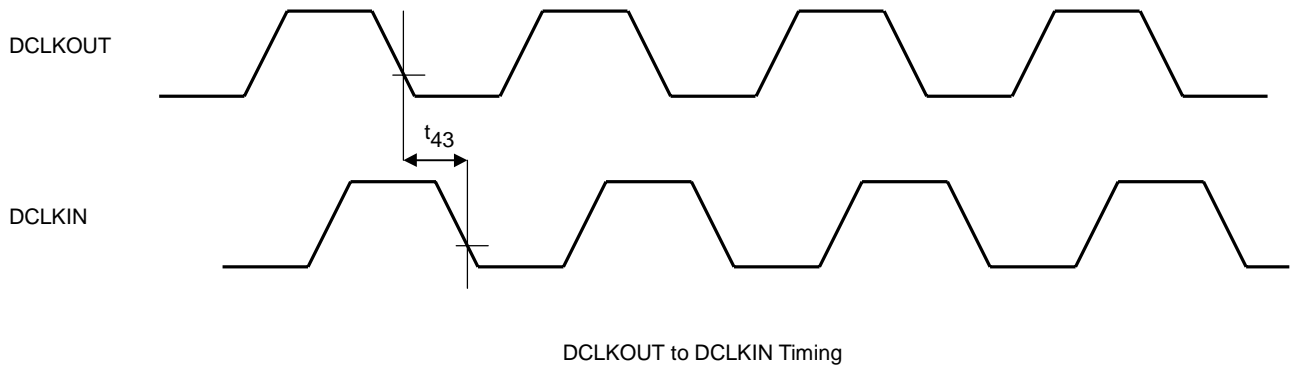 DCLKOUT
t43
DCLKIN
DCLKOUT to DCLKIN Timing